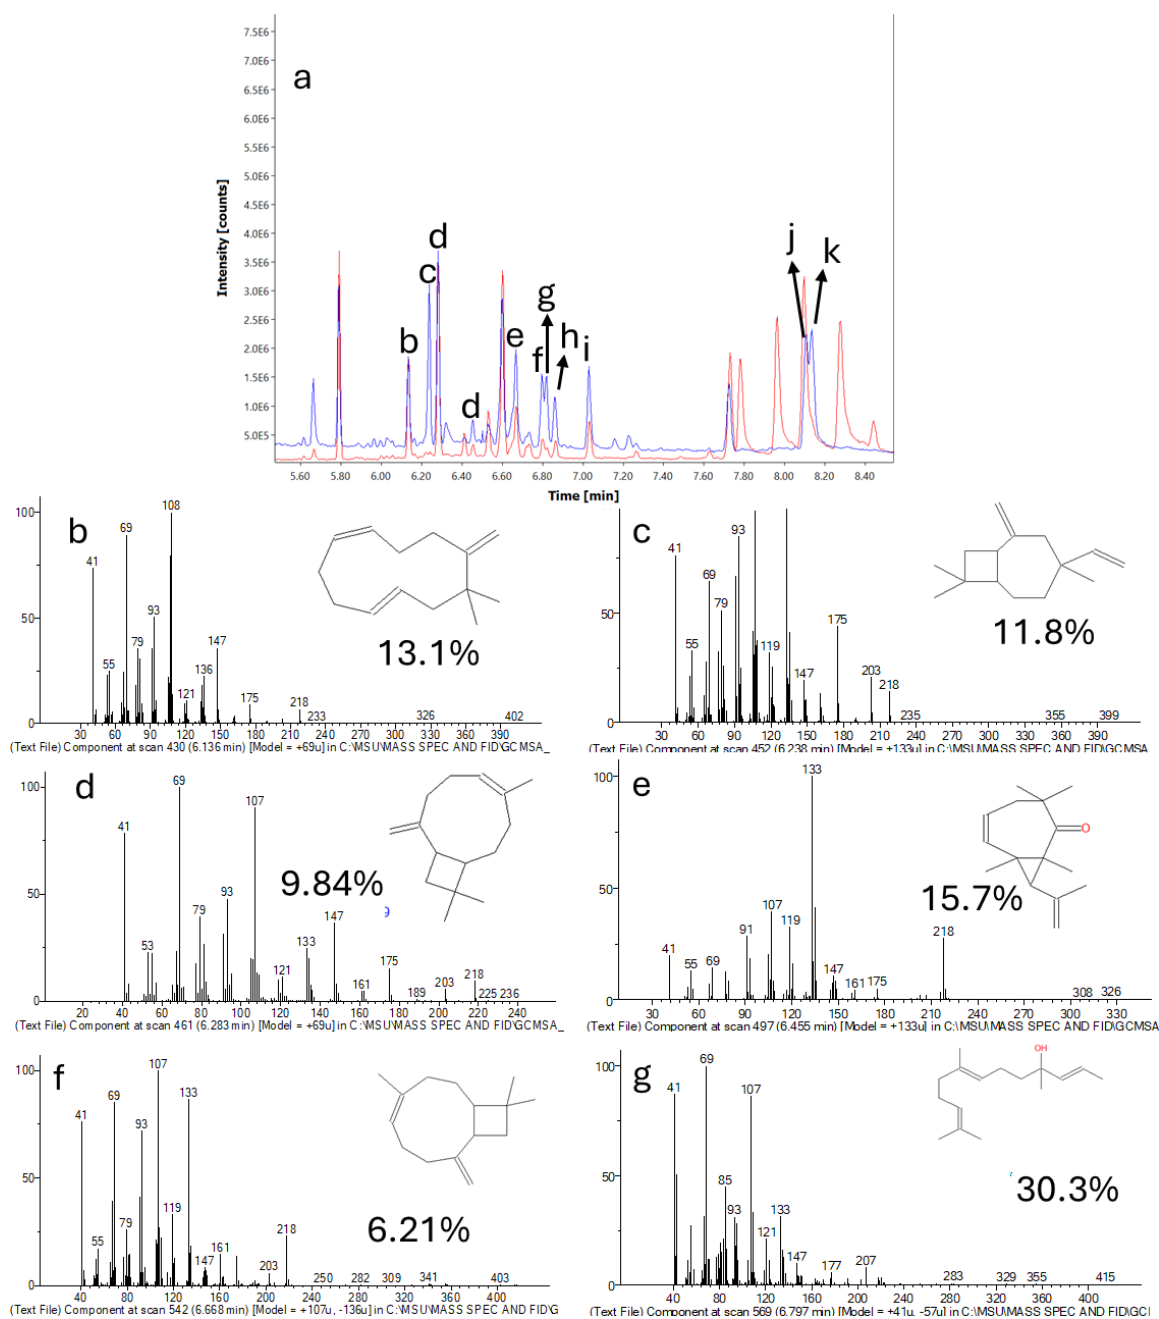 a
7.5E6
7.0E6
6.5E6
6.0E6
5.5E6
5.0E6
4.5E6
4.0E6
3.5E6
3.0E6
2.5E6
2.0E6
1.5E6
1.0E6
5.0E5
Intensity [counts]
b
c
d
d
e
f
g
h
i
j
k
5.60 5.80 6.00 6.20 6.40 6.60 6.80 7.00 7.20 7.40 7.60 7.80 8.00 8.20 8.40
Time [min]
b
100
50
0
41
55
69
79
93
108
121
136
147
175
218
233
326
402
13.1%
30 60 90 120 150 180 210 240 270 300 330 360 390
(Text File) Component at scan 430 (6.136 min) [Model = +69u] in C:\MSU\MASS SPEC AND FID\GCMSA_
c
50
0
41
55
69
79
93
119
147
175
203
218
235
355
399
11.8%
30 60 90 120 150 180 210 240 270 300 330 360 390
(Text File) Component at scan 452 (6.238 min) [Model = +133u] in C:\MSU\MASS SPEC AND FID\GCMSA
d
100
50
0
41
53
69
79
93
107
121
133
147
161
175
189
203
218
225
236
9.84%
9
20 40 60 80 100 120 140 160 180 200 220 240
(Text File) Component at scan 461 (6.283 min) [Model = +69u] in C:\MSU\MASS SPEC AND FID\GCMSA_
e
100
50
0
41
55
69
91
107
119
133
147
161
175
218
308
326
O
15.7%
30 60 90 120 150 180 210 240 270 300 330
(Text File) Component at scan 497 (6.455 min) [Model = +133u] in C:\MSU\MASS SPEC AND FID\GCMSA
f
100
50
0
41
55
69
79
93
107
119
133
147
161
203
218
250
282
309
341
403
6.21%
40 80 120 160 200 240 280 320 360 400
(Text File) Component at scan 542 (6.668 min) [Model = +107u, -136u] in C:\MSU\MASS SPEC AND FID\G
g
100
50
0
41
55
69
85
93
107
121
133
147
177
207
283
329
355
415
OH
30.3%
40 80 120 160 200 240 280 320 360 400
(Text File) Component at scan 569 (6.797 min) [Model = +41u, -57u] in C:\MSU\MASS SPEC AND FID\GCI